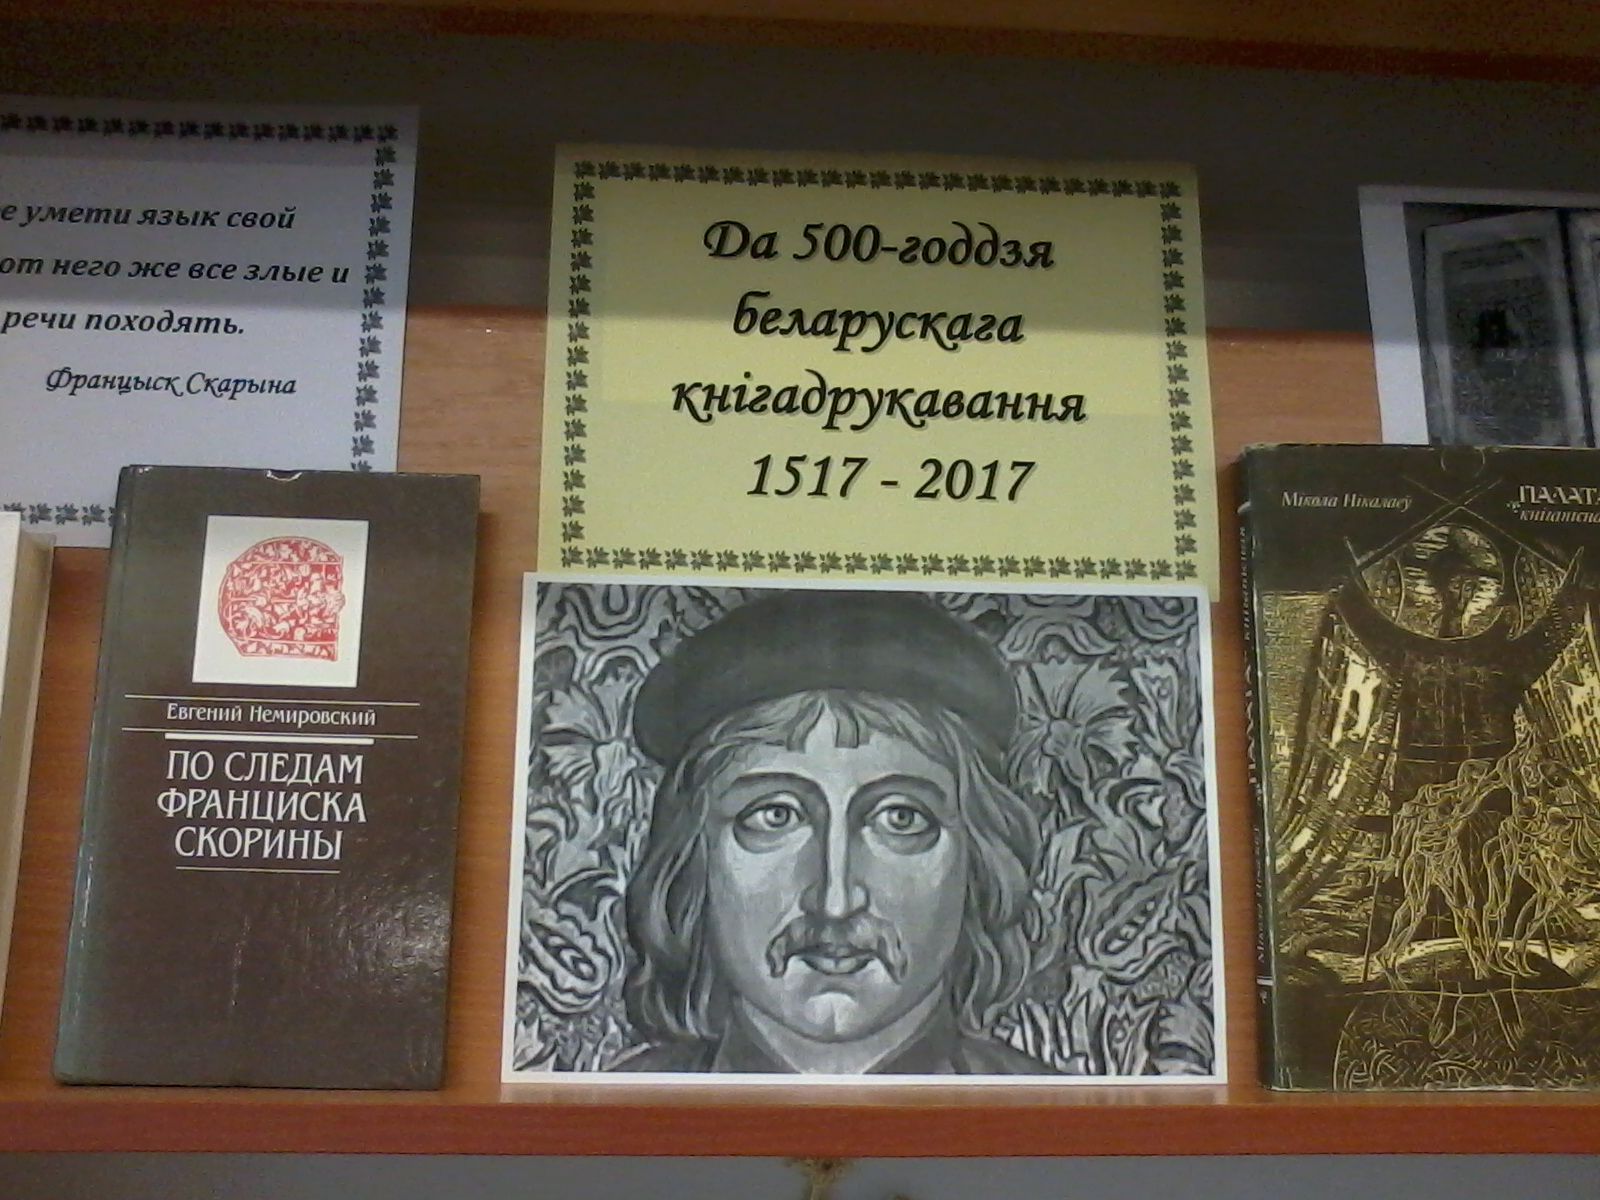 умети язык свой
от него же все злые и
речи походять.
Францыск Скарына
Да 500-годдзя
беларускага
кнігадрукавання
1517 - 2017
Евгений Немировский
ПО СЛЕДАМ
ФРАНЦИСКА
СКОРИНЫ
Мікола Нікалаеў